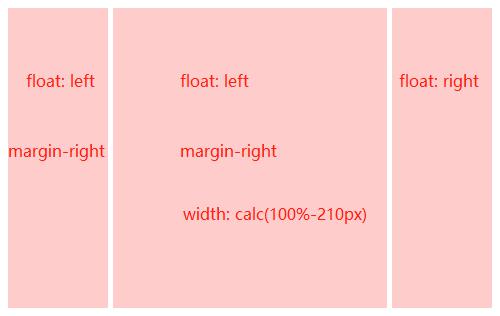 float: left
margin-right
float: left
margin-right
width: calc(100%-210px)
float: right